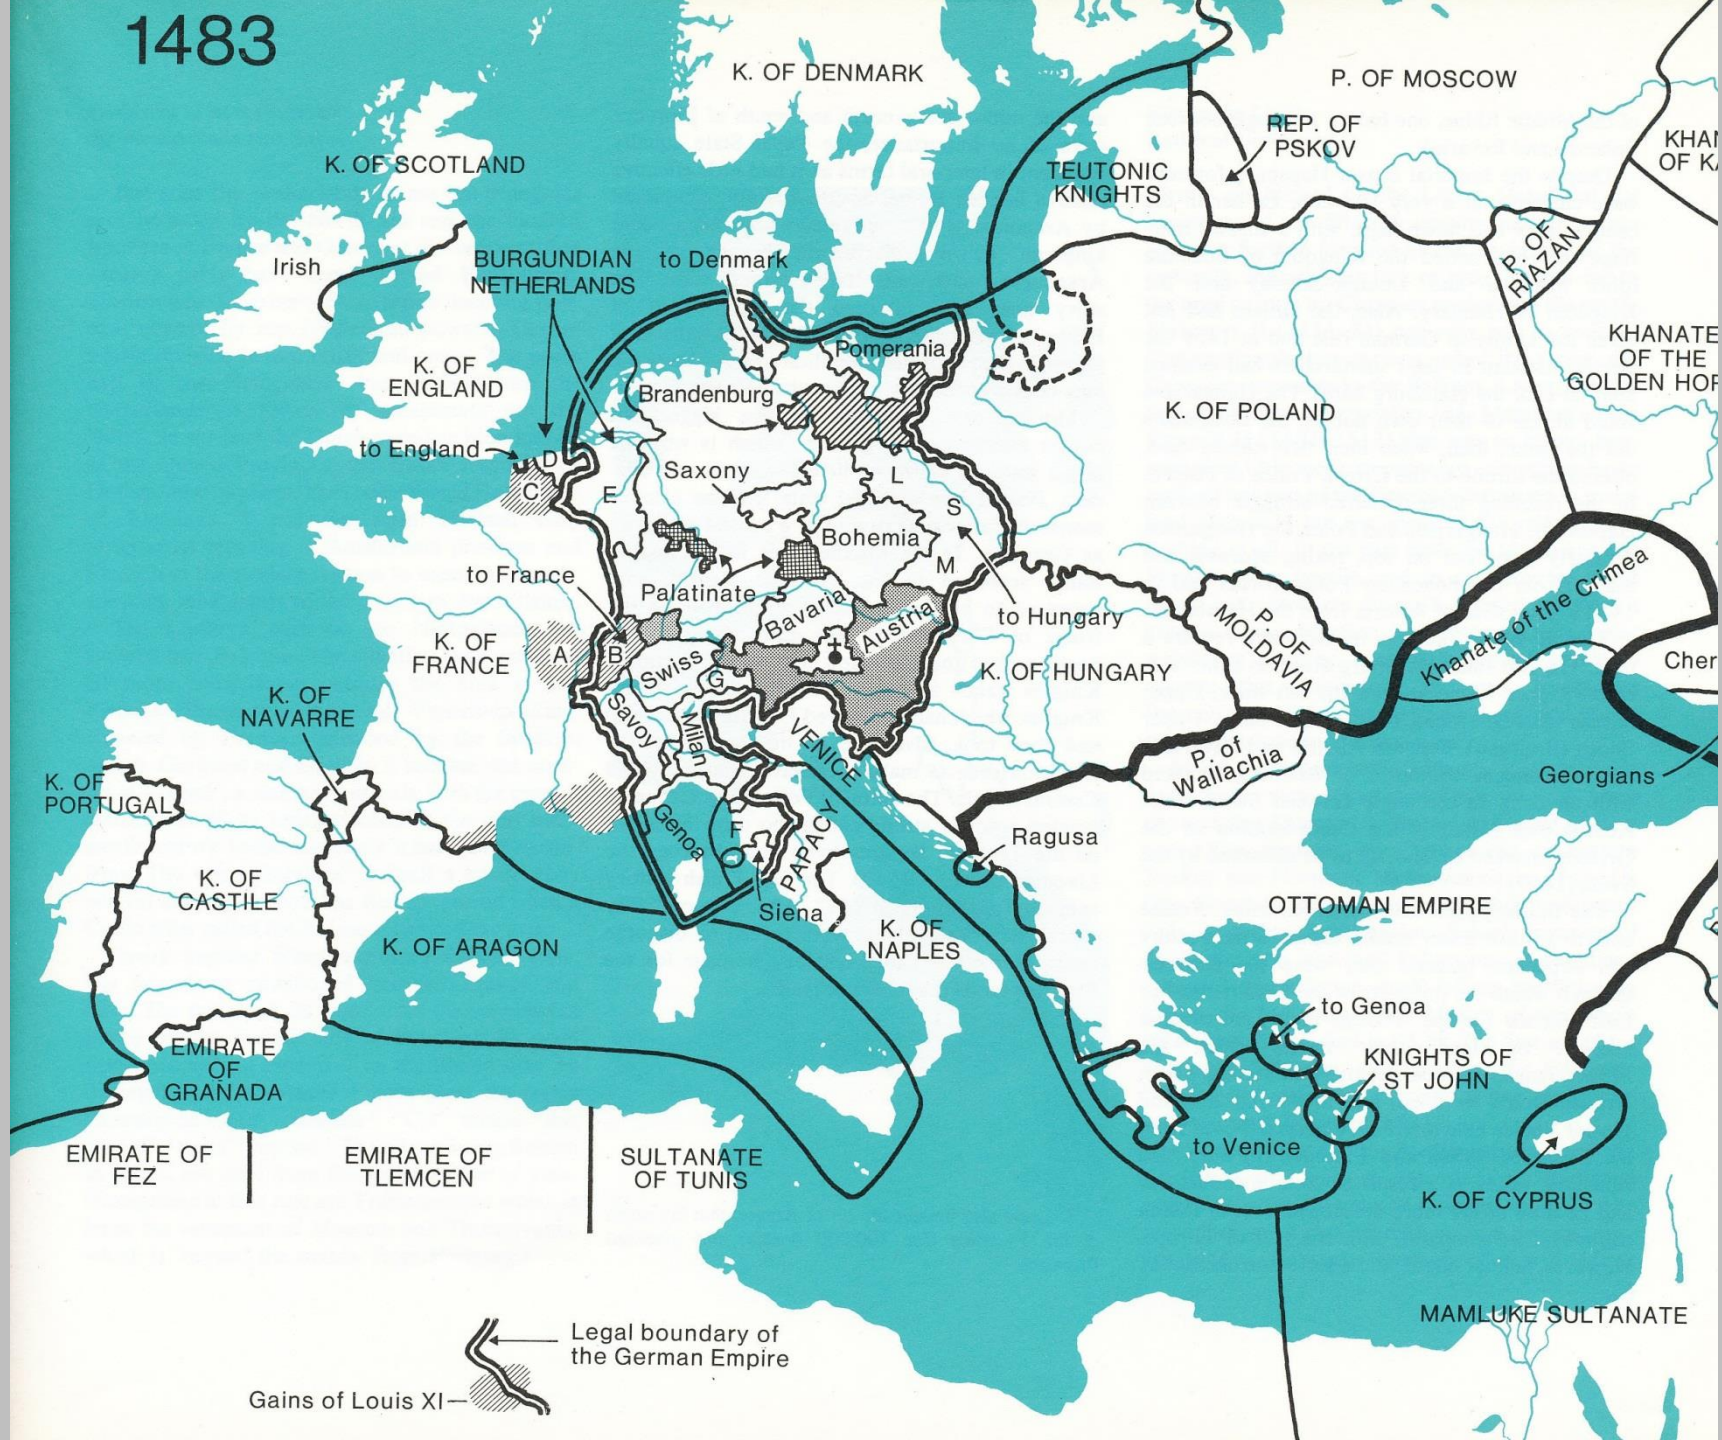 1483
K. OF DENMARK
P. OF MOSCOW
REP. OF
PSKOV
K. OF SCOTLAND
TEUTONIC
KNIGHTS
P. OF
RIAZAN
Irish
BURGUNDIAN
NETHERLANDS
to Denmark
K. OF
ENGLAND
Pomerania
Brandenburg
KHANATE
OF THE
K. OF POLAND
to England
D
C
E
Saxony
L
S
Bohemia
M
to France
Palatinate
Bavaria
Austria
to Hungary
P. OF
MOLDAVIA
Khanate of the Crimea
K. OF
FRANCE
A
B
Swiss
G
K. OF HUNGARY
K. OF
NAVARRE
Savoy
Milan
VENICE
P. of
Wallachia
Georgians
K. OF
PORTUGAL
Genoa
F
PAPACY
Ragusa
K. OF
CASTILE
Siena
OTTOMAN EMPIRE
K. OF ARAGON
K. OF
NAPLES
to Genoa
EMIRATE
OF
GRANADA
KNIGHTS OF
ST JOHN
EMIRATE OF
FEZ
EMIRATE OF
TLEMCEN
SULTANATE
OF TUNIS
to Venice
K. OF CYPRUS
MAMLUKE SULTANATE
Legal boundary of
the German Empire
Gains of Louis XI